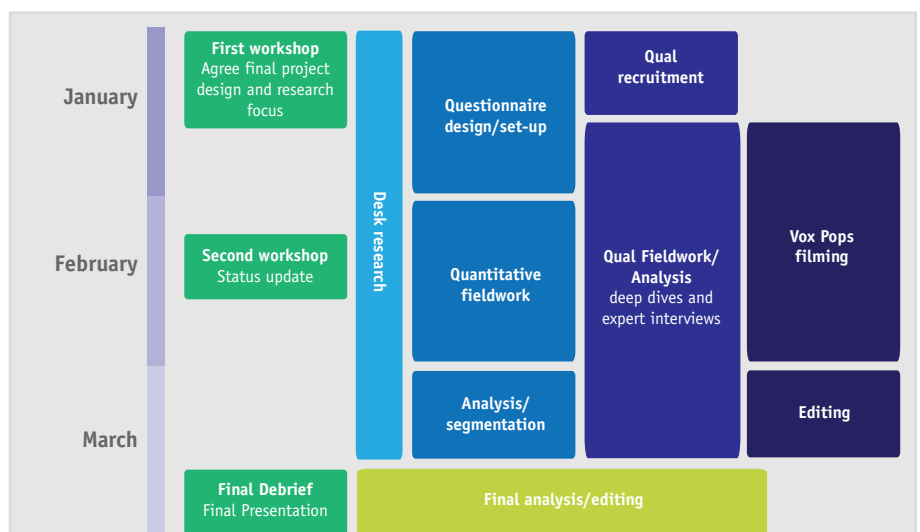 January
First workshop
Agree final project
design and research
focus
Desk research
Questionnaire
design/set-up
Qual
recruitment
February
Second workshop
Status update
Quantitative
fieldwork
Qual Fieldwork/
Analysis
deep dives and
expert interviews
Vox Pops
filming
March
Analysis/
segmentation
Editing
Final Debrief
Final Presentation
Final analysis/editing